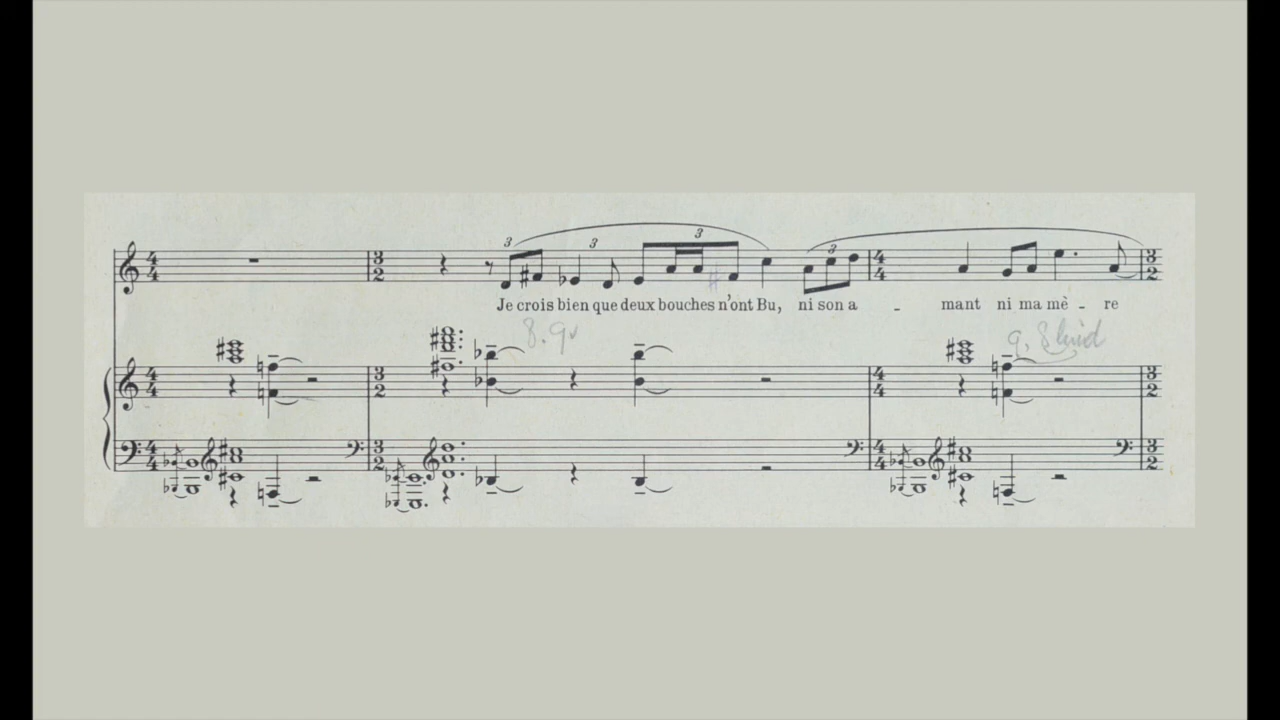 Je crois bien que deux bouches n'ont Bu, ni son a - mant ni ma mè - re